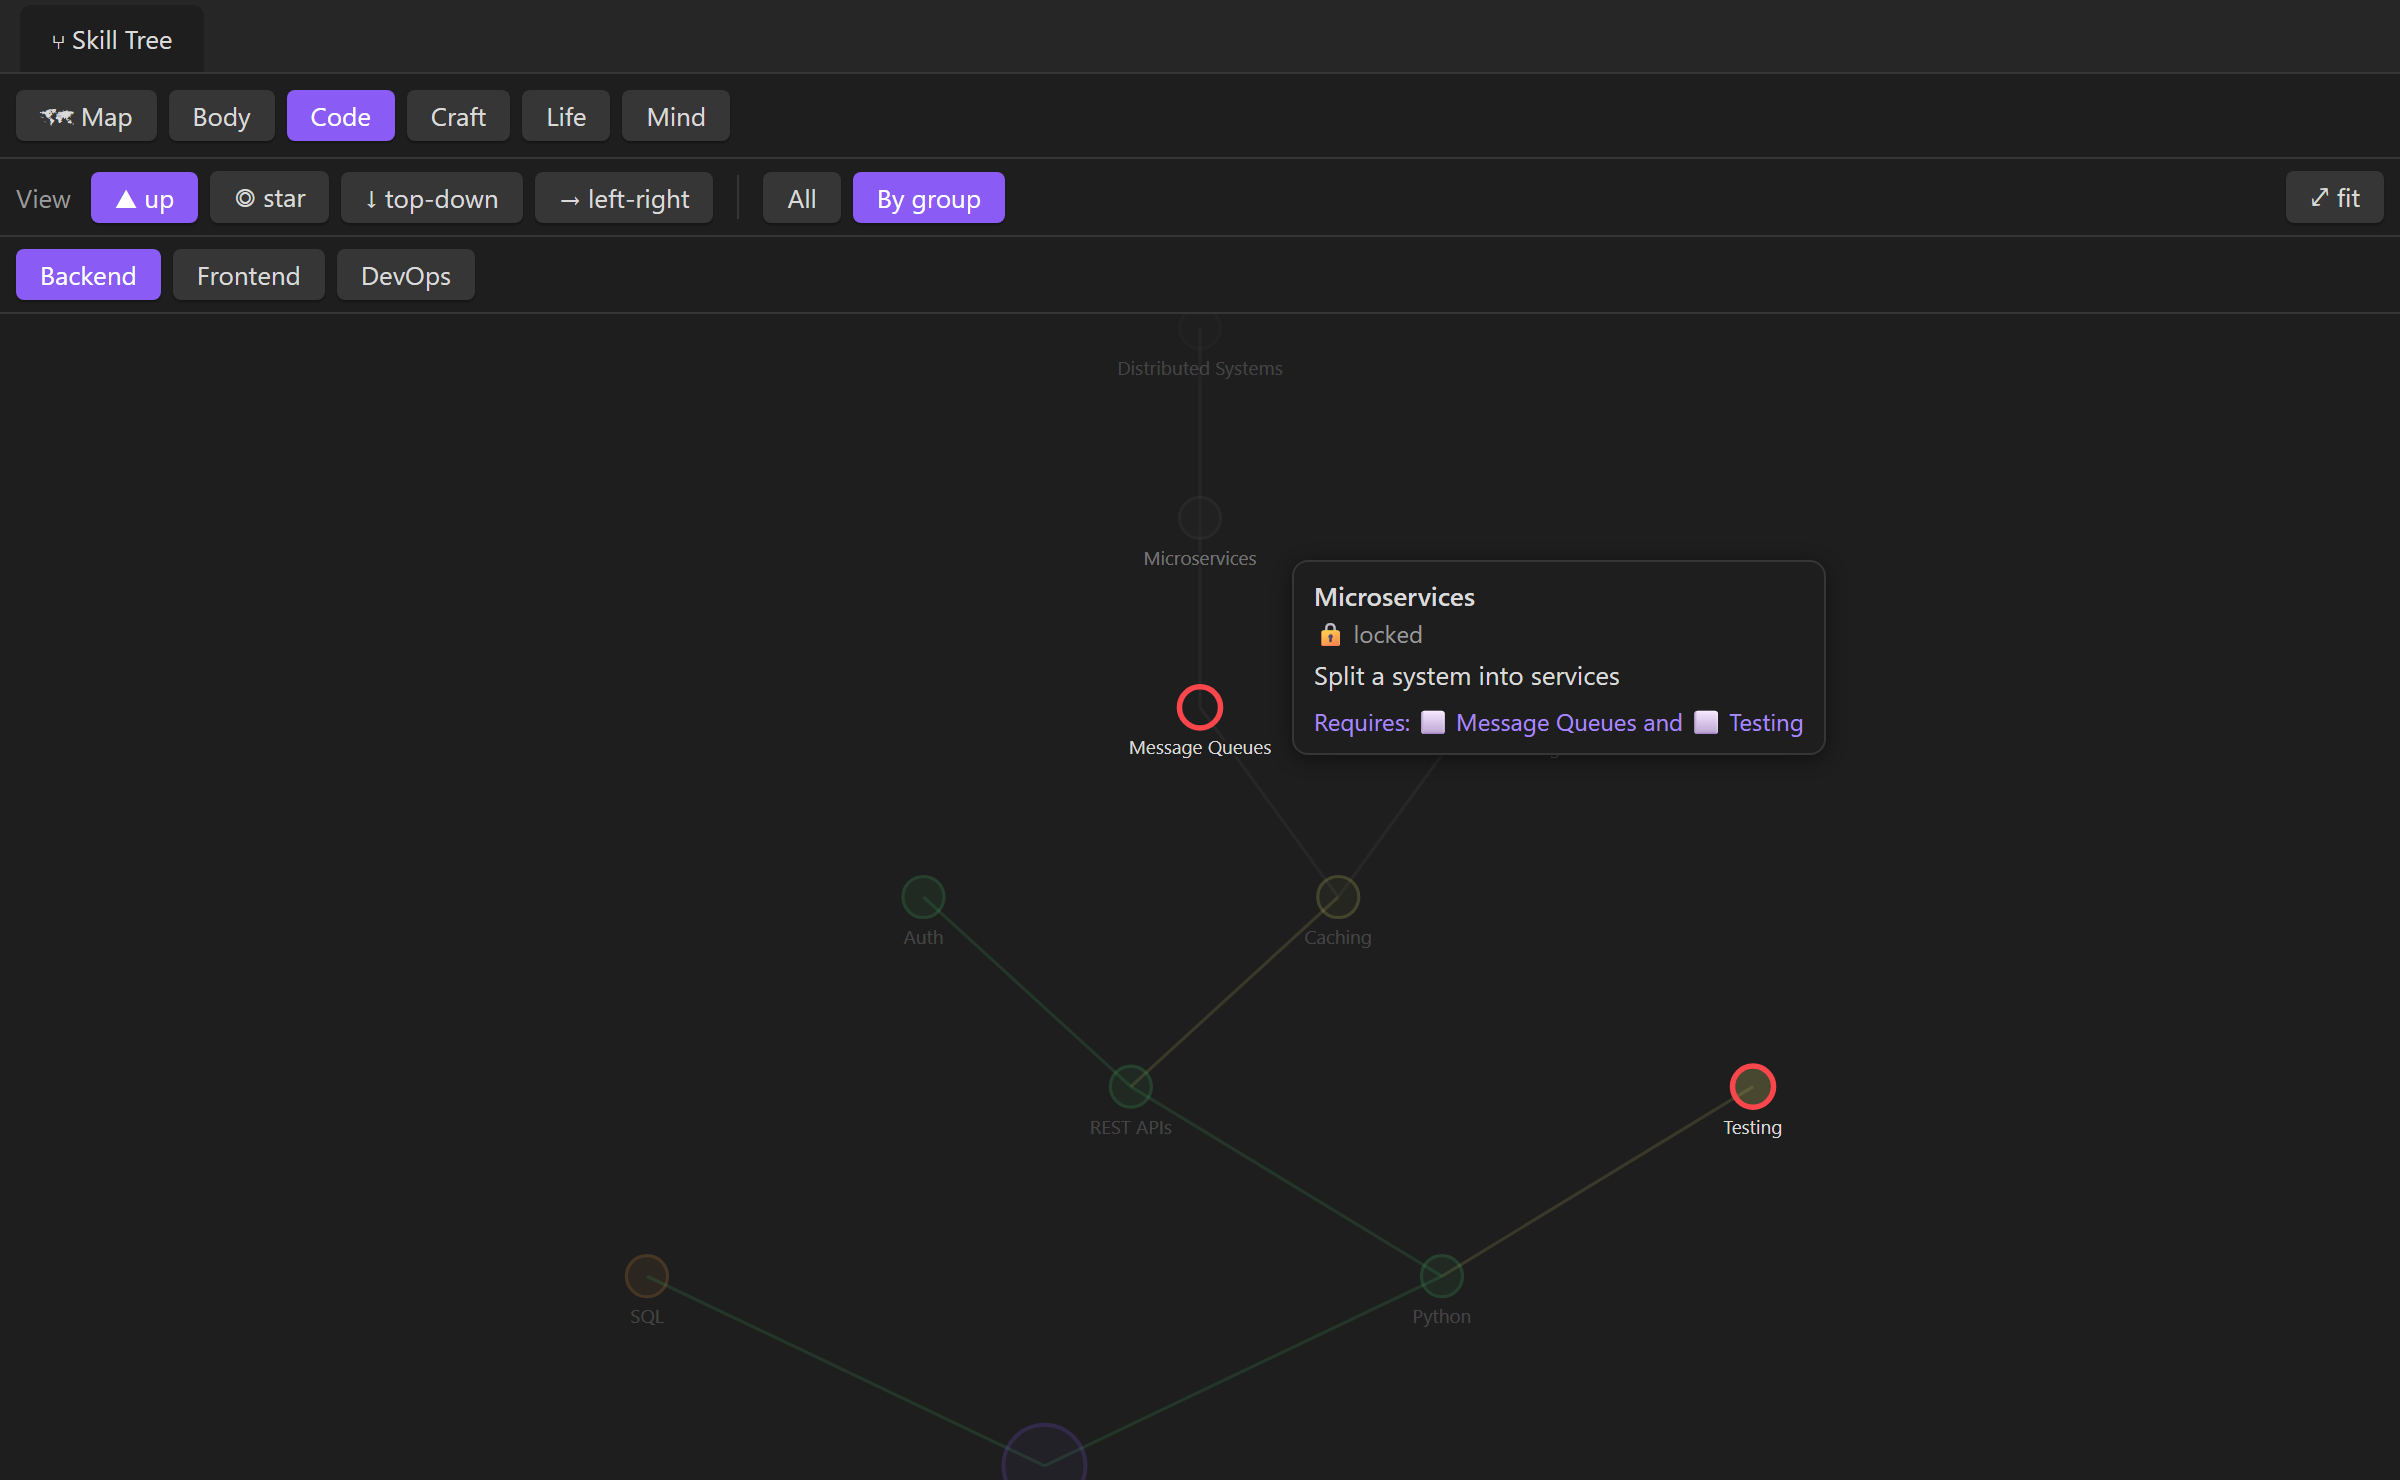 Skill Tree
Map Body Code Craft Life Mind
View up star top-down left-right All By group fit
Backend Frontend DevOps
Distributed Systems
Microservices
Microservices
locked
Split a system into services
Requires: Message Queues and Testing
Message Queues
Auth
Caching
REST APIs
Testing
SQL
Python